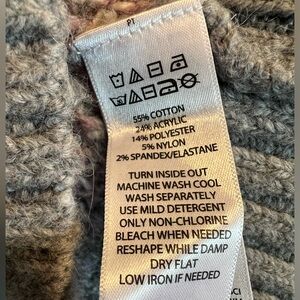 P1
55% COTTON
24% ACRYLIC
14% POLYESTER
5% NYLON
2% SPANDEX/ELASTANE
TURN INSIDE OUT
MACHINE WASH COOL
WASH SEPARATELY
USE MILD DETERGENT
ONLY NON-CHLORINE
BLEACH WHEN NEEDED
RESHAPE WHILE DAMP
DRY FLAT
LOW IRON IF NEEDED